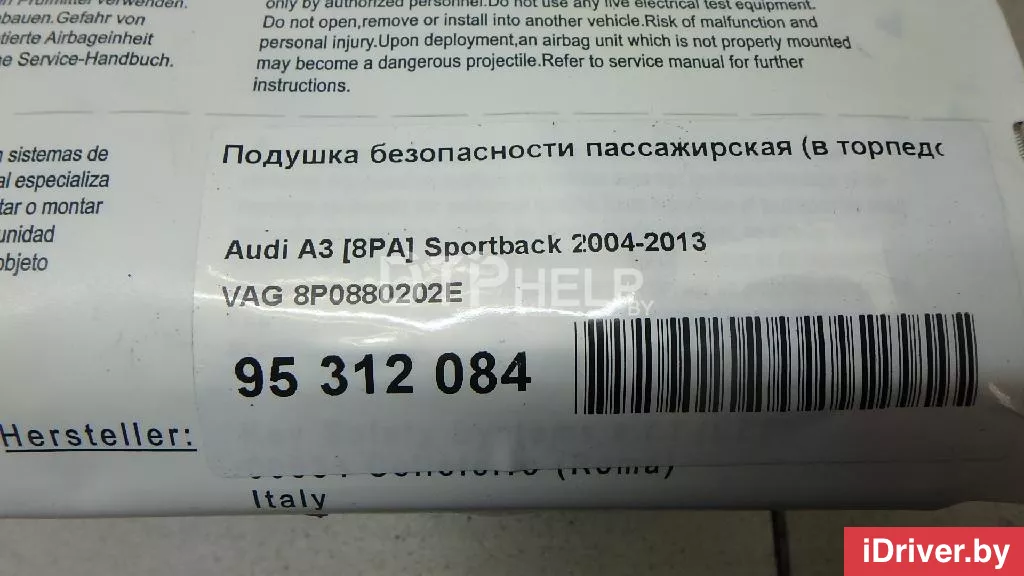 only by authorized personnel.Do not use any live electrical test equipment.
bauen.Gefahr von
Do not open,remove or install into another vehicle.Risk of malfunction and
tierte Airbageinheit
personal injury.Upon deployment,an airbag unit which is not properly mounted
e Service-Handbuch.
may become a dangerous projectile.Refer to service manual for further
instructions.
sistemas de
al especializa
tar o montar
unidad
objeto
Подушка безопасности пассажирская (в торпедо
Audi A3 [8PA] Sportback 2004-2013
VAG 8P0880202E
DTPHELP
BY
95 312 084
Hersteller:
(Roma)
Italy
iDriver.by